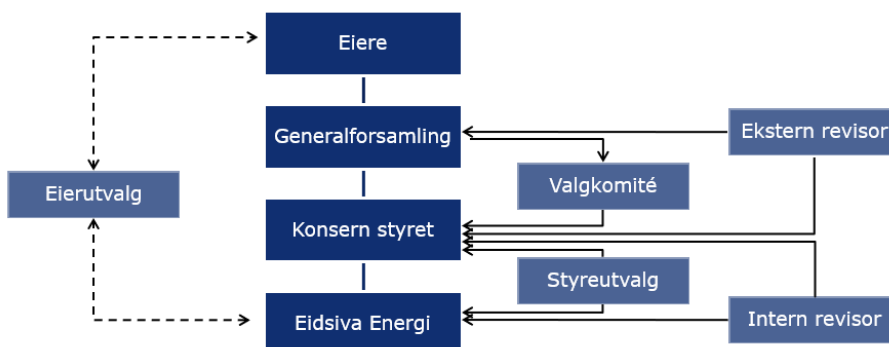 Eiere
Generalforsamling
Ekstern revisor
Eierutvalg
Valgkomité
Konsern styret
Styreutvalg
Eidsiva Energi
Intern revisor